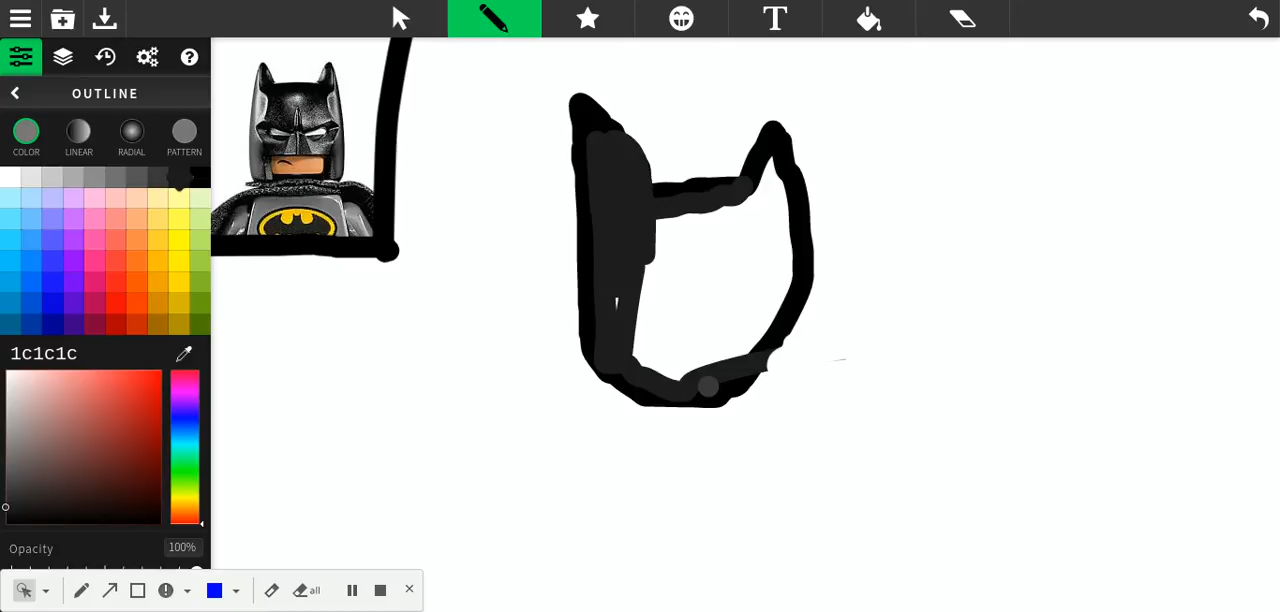 T
?
OUTLINE
COLOR LINEAR RADIAL PATTERN
1c1c1c
Opacity 100%
all